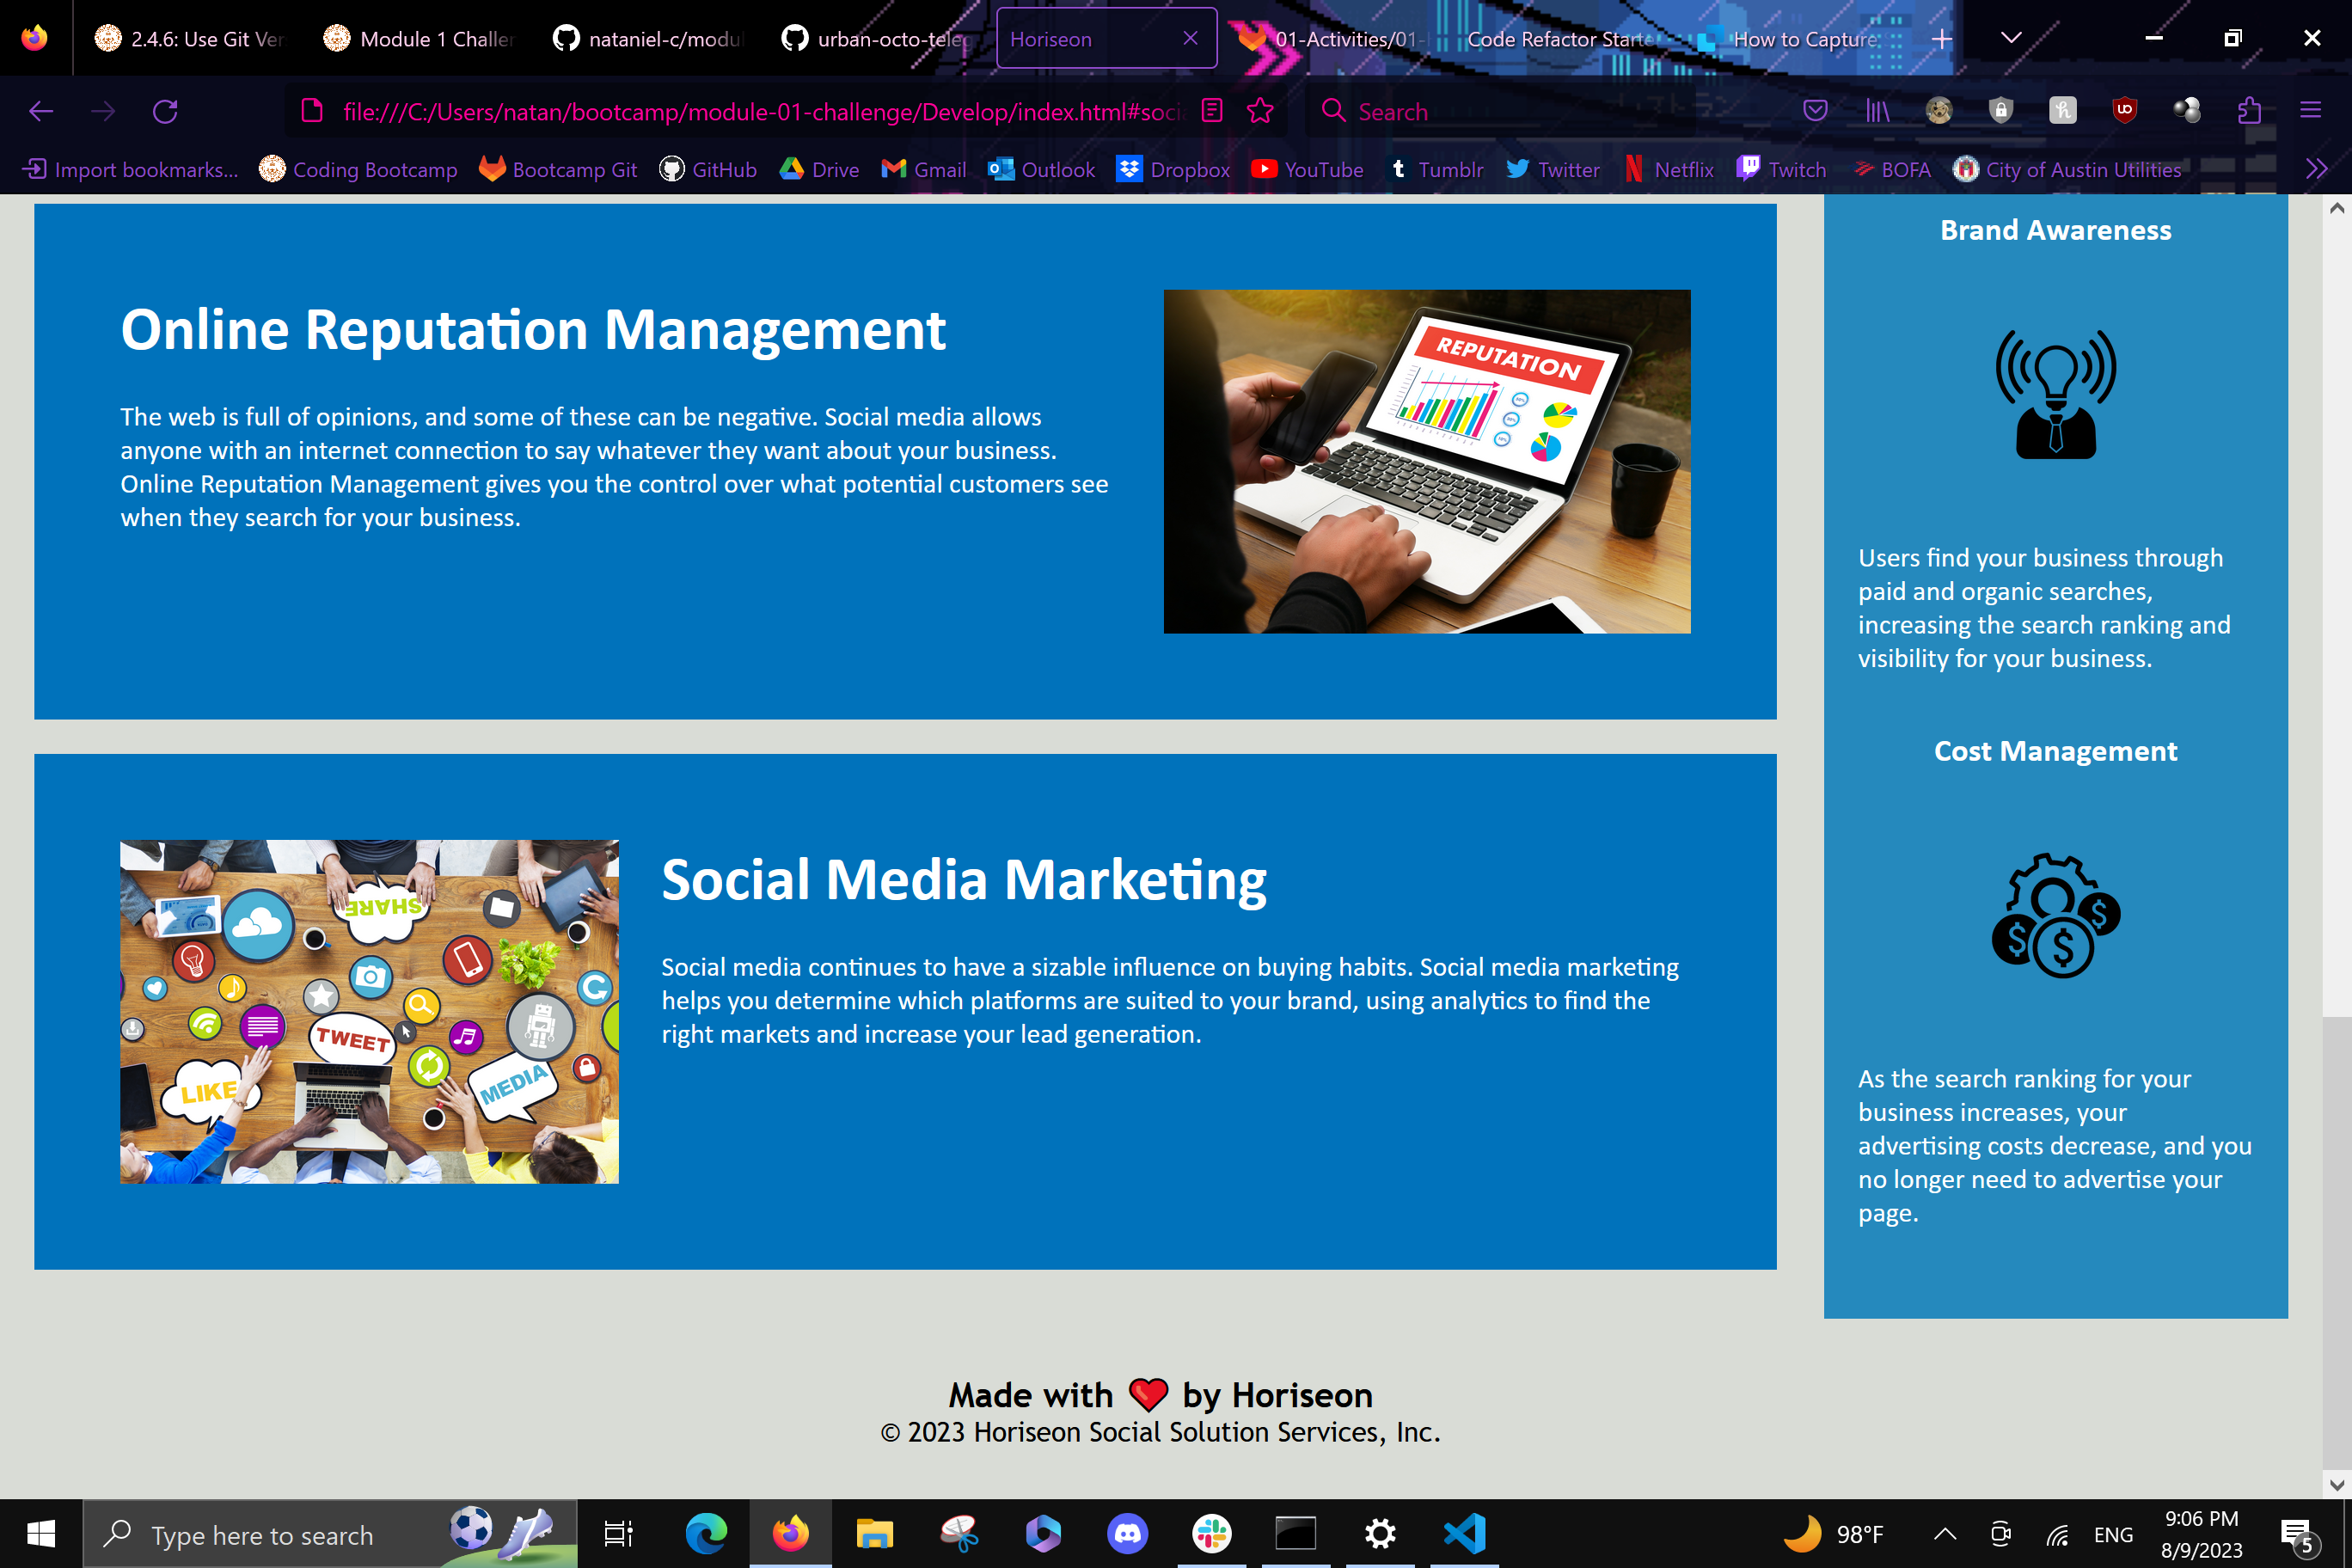 2.4.6: Use Git Ver
Module 1 Challen
nataniel-c/modul
urban-octo-teleg
Horiseon
01-Activities/01-
Code Refactor Starte
How to Capture
file:///C:/Users/natan/bootcamp/module-01-challenge/Develop/index.html#soci
Search
Import bookmarks...
Coding Bootcamp
Bootcamp Git
GitHub
Drive
Gmail
Outlook
Dropbox
YouTube
Tumblr
Twitter
Netflix
Twitch
BOFA
City of Austin Utilities
Online Reputation Management
The web is full of opinions, and some of these can be negative. Social media allows
anyone with an internet connection to say whatever they want about your business.
Online Reputation Management gives you the control over what potential customers see
when they search for your business.
REPUTATION
Social Media Marketing
Social media continues to have a sizable influence on buying habits. Social media marketing
helps you determine which platforms are suited to your brand, using analytics to find the
right markets and increase your lead generation.
SHARE
TWEET
LIKE
MEDIA
Brand Awareness
Users find your business through
paid and organic searches,
increasing the search ranking and
visibility for your business.
Cost Management
As the search ranking for your
business increases, your
advertising costs decrease, and you
no longer need to advertise your
page.
Made with ❤️ by Horiseon
© 2023 Horiseon Social Solution Services, Inc.
Type here to search
98°F
ENG
9:06 PM
8/9/2023
5